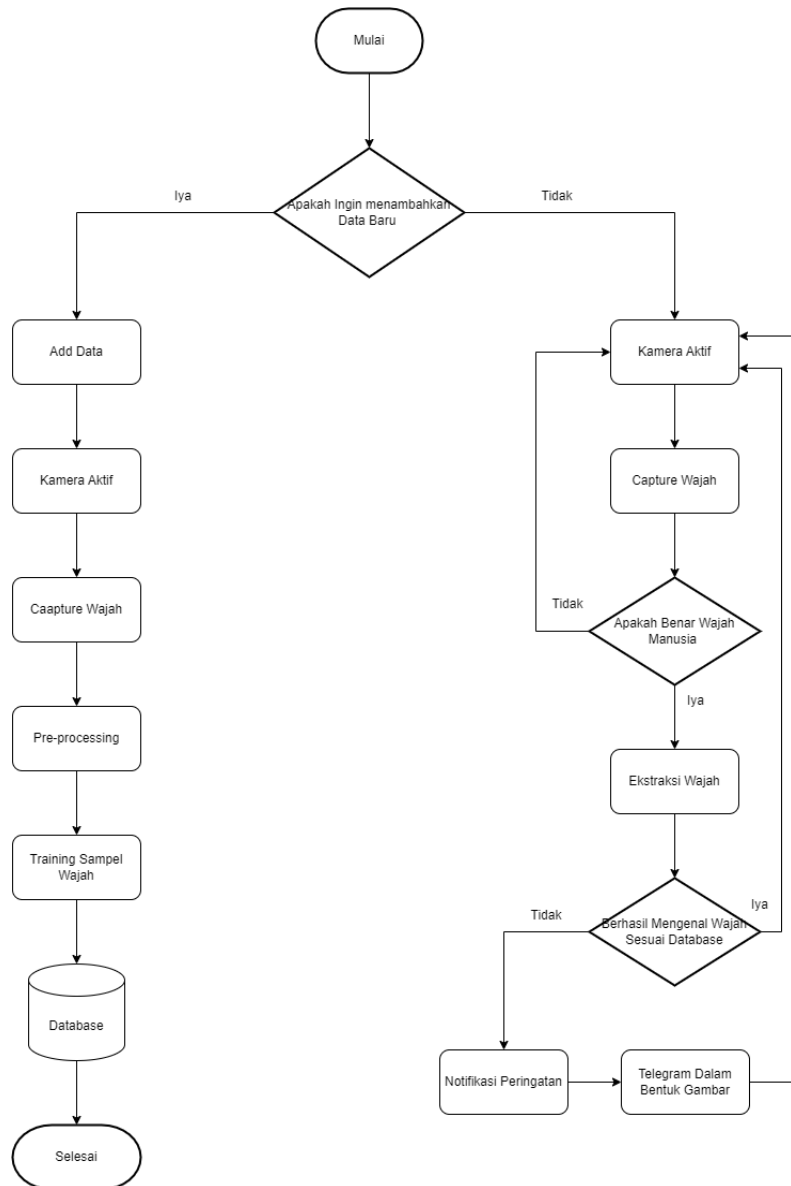 Mulai
Apakah Ingin menambahkan
Data Baru
Iya
Tidak
Add Data
Kamera Aktif
Caapture Wajah
Pre-processing
Training Sampel
Wajah
Database
Selesai
Kamera Aktif
Capture Wajah
Apakah Benar Wajah
Manusia
Tidak
Iya
Ekstraksi Wajah
Berhasil Mengenal Wajah
Sesuai Database
Tidak
Iya
Notifikasi Peringatan
Telegram Dalam
Bentuk Gambar